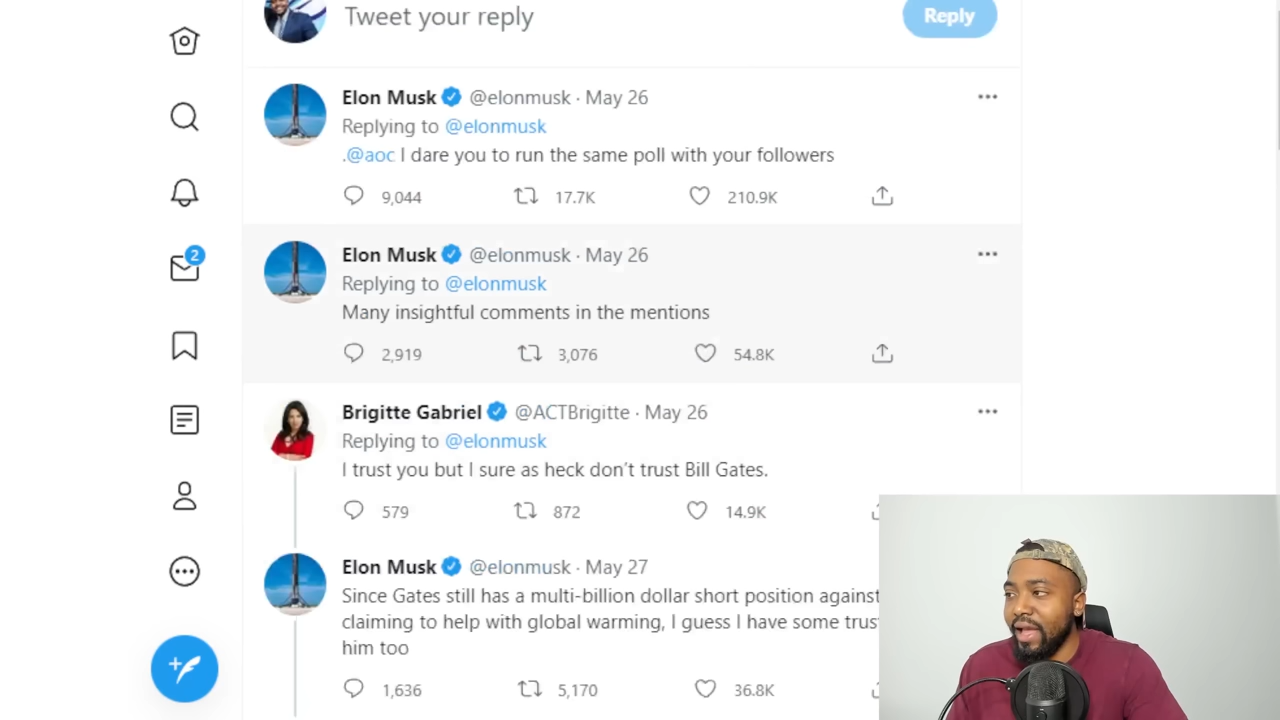 Tweet your reply
Reply
Elon Musk @elonmusk · May 26
Replying to @elonmusk
.@aoc I dare you to run the same poll with your followers
9,044 17.7K 210.9K
2
Elon Musk @elonmusk · May 26
Replying to @elonmusk
Many insightful comments in the mentions
2,919 3,076 54.8K
Brigitte Gabriel @ACTBrigitte · May 26
Replying to @elonmusk
I trust you but I sure as heck don't trust Bill Gates.
579 872 14.9K
Elon Musk @elonmusk · May 27
Since Gates still has a multi-billion dollar short position against
claiming to help with global warming, I guess I have some trus
him too
1,636 5,170 36.8K